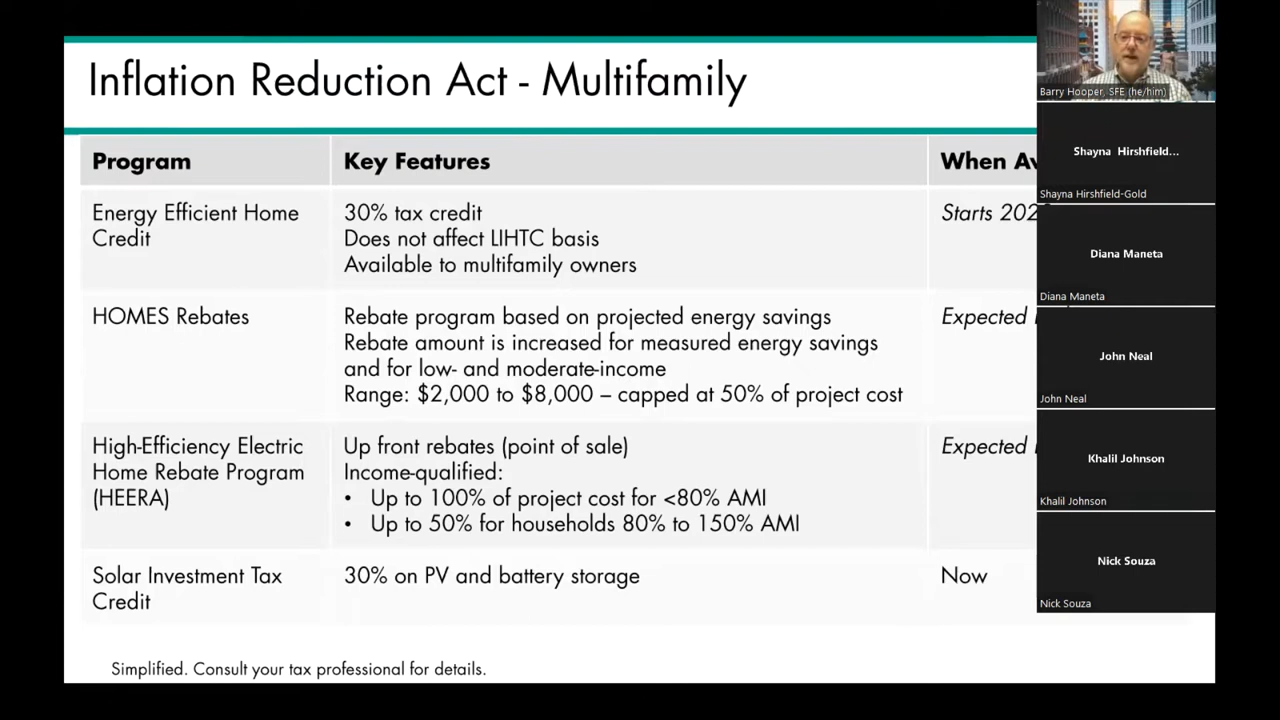 Inflation Reduction Act - Multifamily
Program
Key Features
When
Energy Efficient Home
Credit
30% tax credit
Does not affect LIHTC basis
Available to multifamily owners
Starts
HOMES Rebates
Rebate program based on projected energy savings
Rebate amount is increased for measured energy savings
and for low- and moderate-income
Range: $2,000 to $8,000 – capped at 50% of project cost
Expected
High-Efficiency Electric
Home Rebate Program
(HEERA)
Up front rebates (point of sale)
Income-qualified:
• Up to 100% of project cost for <80% AMI
• Up to 50% for households 80% to 150% AMI
Expected
Solar Investment Tax
Credit
30% on PV and battery storage
Now
Simplified. Consult your tax professional for details.
Barry Hooper, SFE (he/him)
Shayna Hirshfield...
Shayna Hirshfield-Gold
Diana Maneta
Diana Maneta
John Neal
John Neal
Khalil Johnson
Khalil Johnson
Nick Souza
Nick Souza